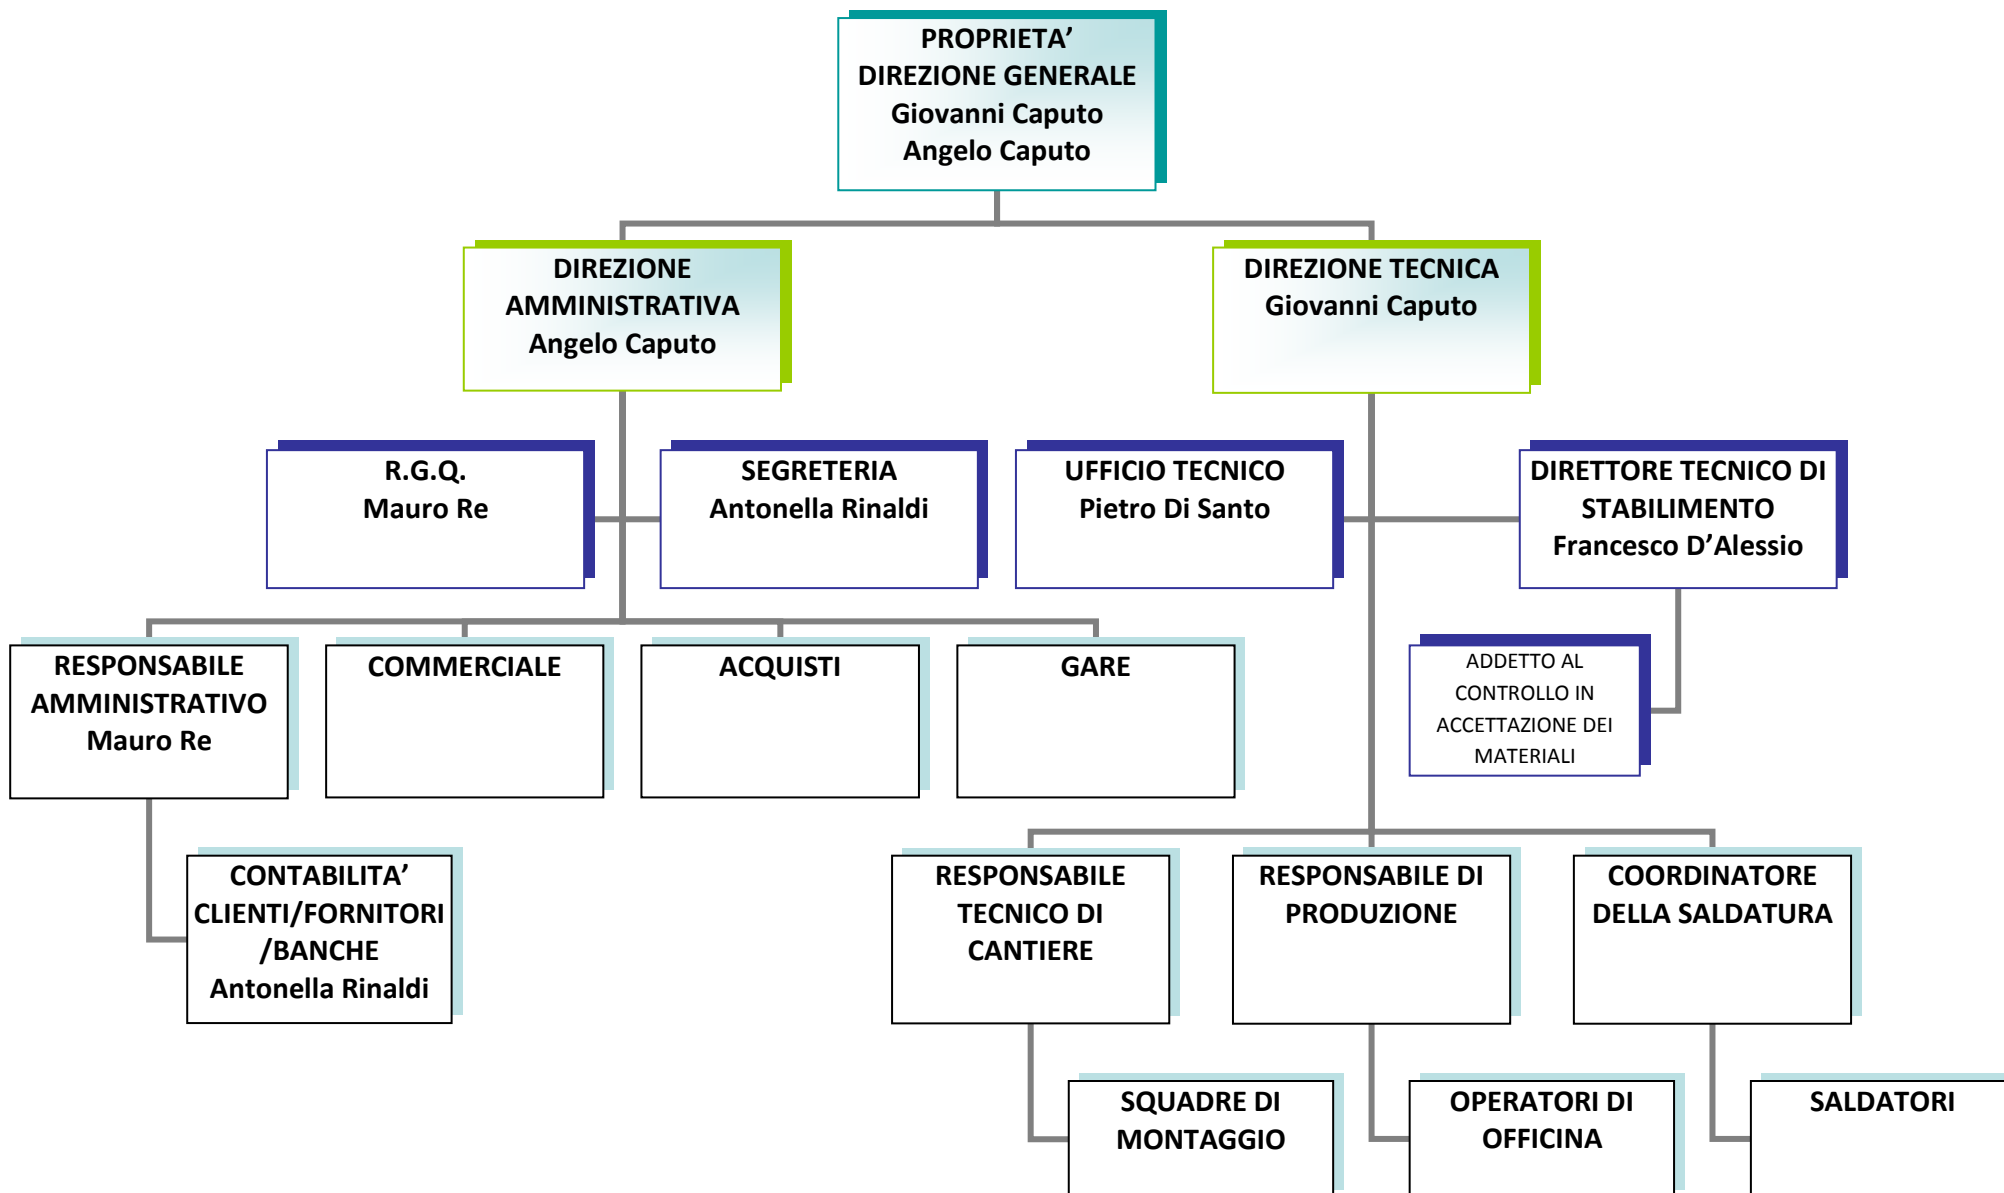 PROPRIETA’
DIREZIONE GENERALE
Giovanni Caputo
Angelo Caputo
DIREZIONE
AMMINISTRATIVA
Angelo Caputo
DIREZIONE TECNICA
Giovanni Caputo
R.G.Q.
Mauro Re
SEGRETERIA
Antonella Rinaldi
UFFICIO TECNICO
Pietro Di Santo
DIRETTORE TECNICO DI
STABILIMENTO
Francesco D’Alessio
RESPONSABILE
AMMINISTRATIVO
Mauro Re
COMMERCIALE
ACQUISTI
GARE
ADDETTO AL
CONTROLLO IN
ACCETTAZIONE DEI
MATERIALI
CONTABILITA’
CLIENTI/FORNITORI
/BANCHE
Antonella Rinaldi
RESPONSABILE
TECNICO DI
CANTIERE
RESPONSABILE DI
PRODUZIONE
COORDINATORE
DELLA SALDATURA
SQUADRE DI
MONTAGGIO
OPERATORI DI
OFFICINA
SALDATORI